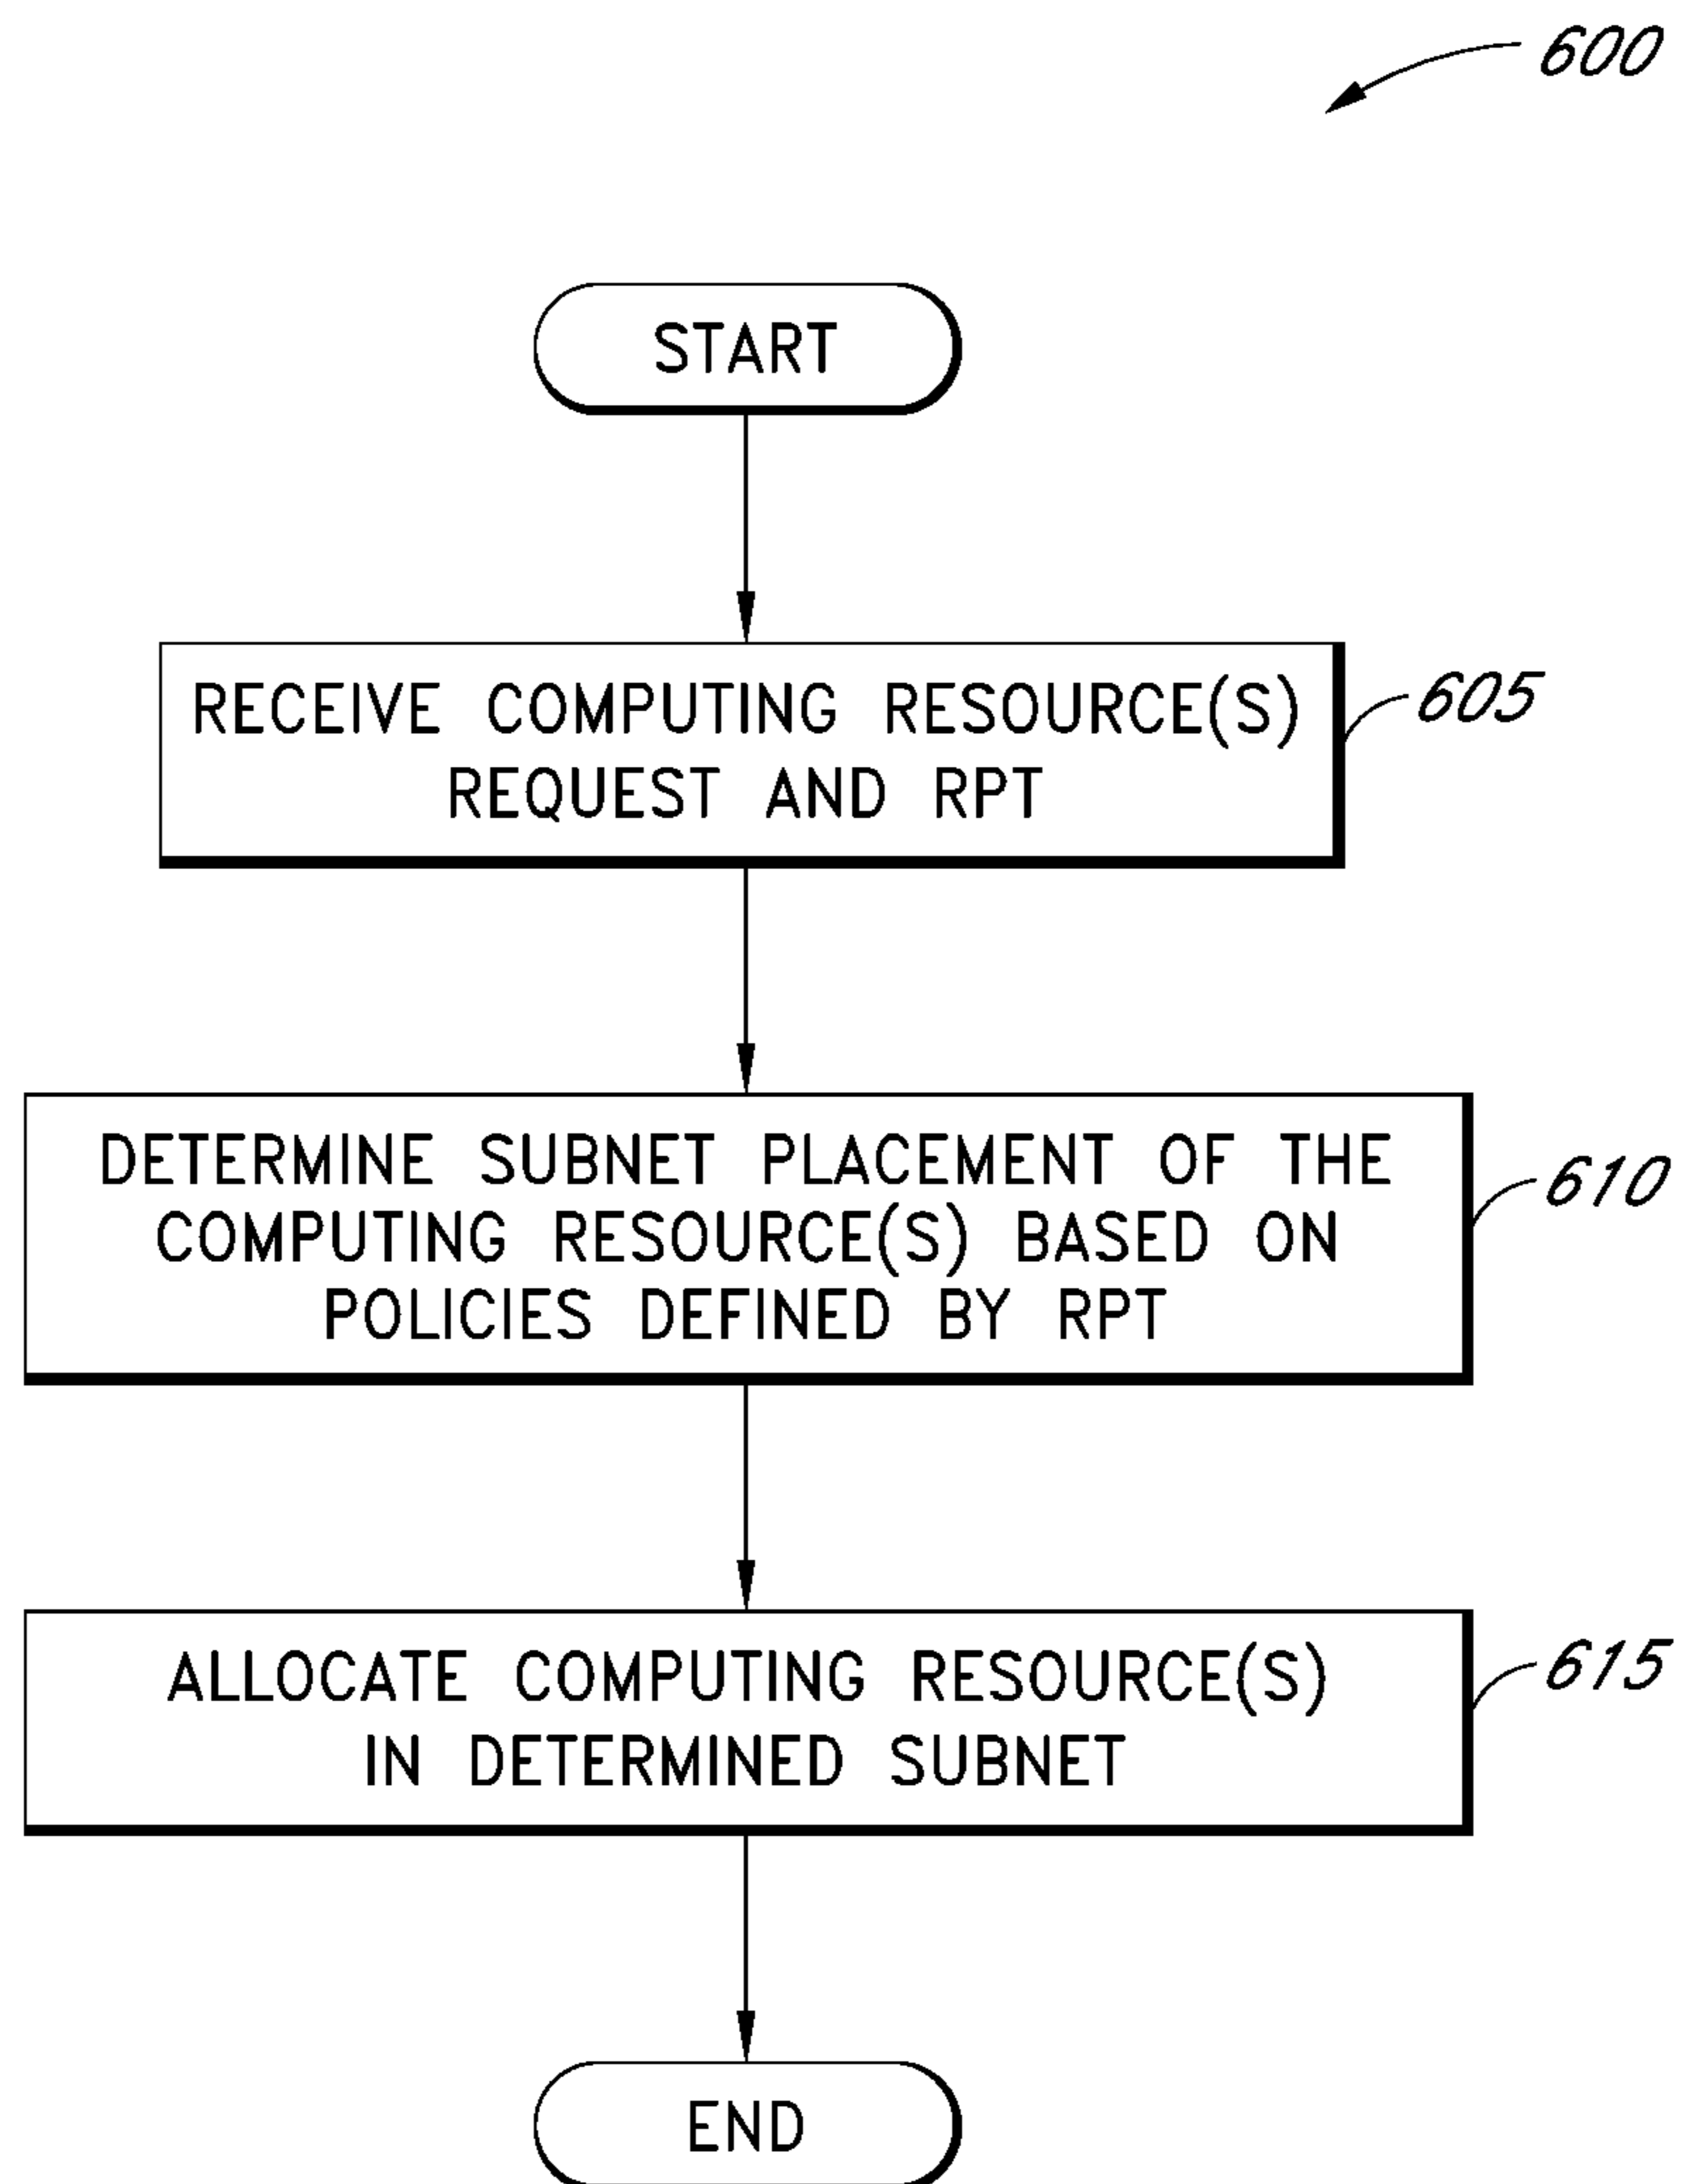 600
START
RECEIVE COMPUTING RESOURCE(S)
REQUEST AND RPT
605
DETERMINE SUBNET PLACEMENT OF THE
COMPUTING RESOURCE(S) BASED ON
POLICIES DEFINED BY RPT
610
ALLOCATE COMPUTING RESOURCE(S)
IN DETERMINED SUBNET
615
END